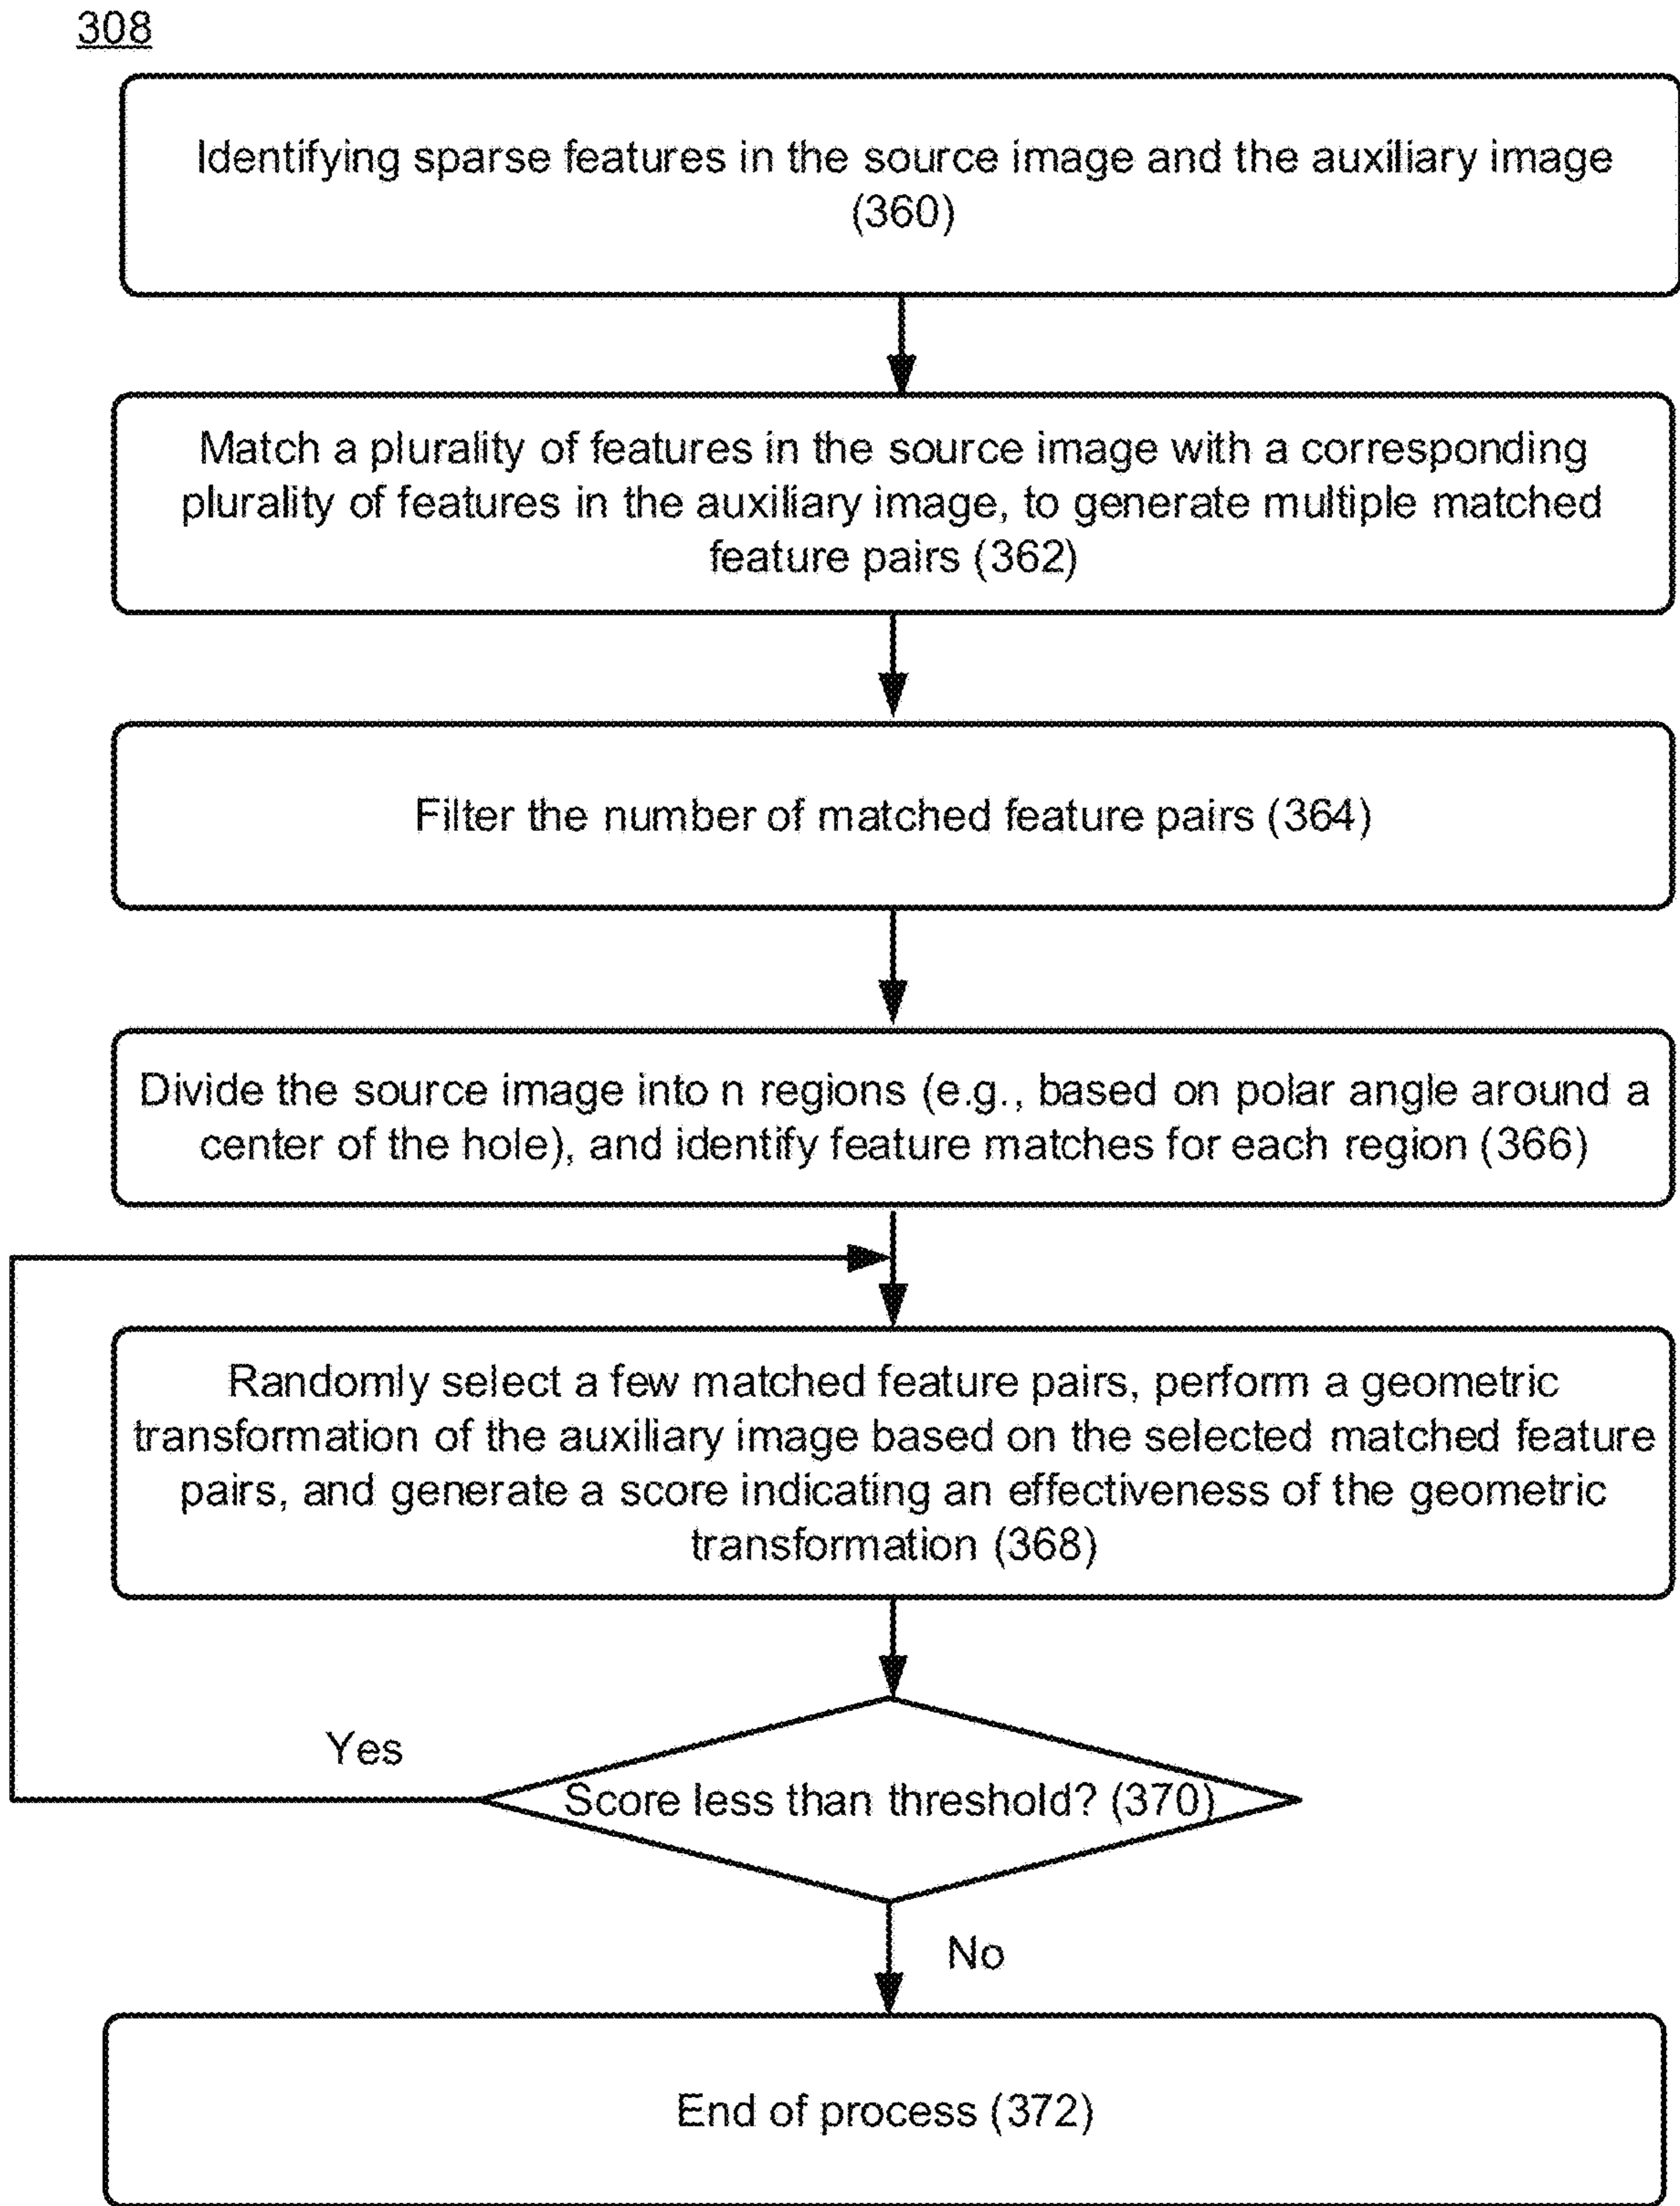 308
Identifying sparse features in the source image and the auxiliary image
(360)
Match a plurality of features in the source image with a corresponding
plurality of features in the auxiliary image, to generate multiple matched
feature pairs (362)
Filter the number of matched feature pairs (364)
Divide the source image into n regions (e.g., based on polar angle around a
center of the hole), and identify feature matches for each region (366)
Randomly select a few matched feature pairs, perform a geometric
transformation of the auxiliary image based on the selected matched feature
pairs, and generate a score indicating an effectiveness of the geometric
transformation (368)
Yes
Score less than threshold? (370)
No
End of process (372)